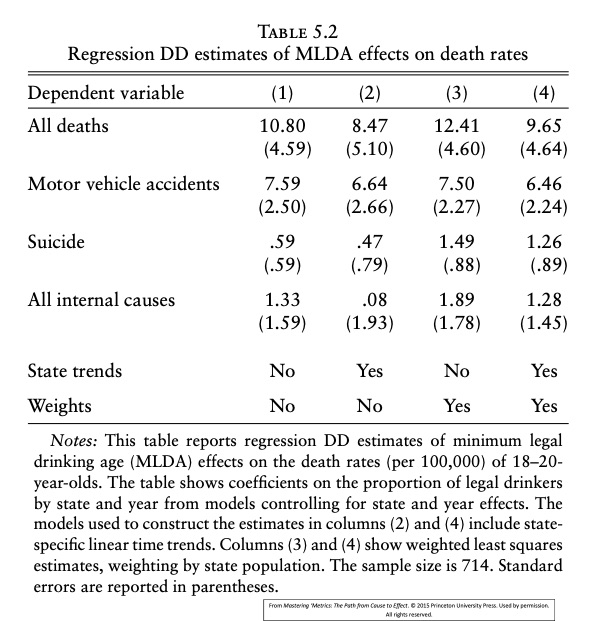 TABLE 5.2
Regression DD estimates of MLDA effects on death rates
Dependent variable (1) (2) (3) (4)
All deaths 10.80 8.47 12.41 9.65
(4.59) (5.10) (4.60) (4.64)
Motor vehicle accidents 7.59 6.64 7.50 6.46
(2.50) (2.66) (2.27) (2.24)
Suicide .59 .47 1.49 1.26
(.59) (.79) (.88) (.89)
All internal causes 1.33 .08 1.89 1.28
(1.59) (1.93) (1.78) (1.45)
State trends No Yes No Yes
Weights No No Yes Yes
Notes: This table reports regression DD estimates of minimum legal
drinking age (MLDA) effects on the death rates (per 100,000) of 18–20-
year-olds. The table shows coefficients on the proportion of legal drinkers
by state and year from models controlling for state and year effects. The
models used to construct the estimates in columns (2) and (4) include state-
specific linear time trends. Columns (3) and (4) show weighted least squares
estimates, weighting by state population. The sample size is 714. Standard
errors are reported in parentheses.
From Mastering 'Metrics: The Path from Cause to Effect. © 2015 Princeton University Press. Used by permission.
All rights reserved.